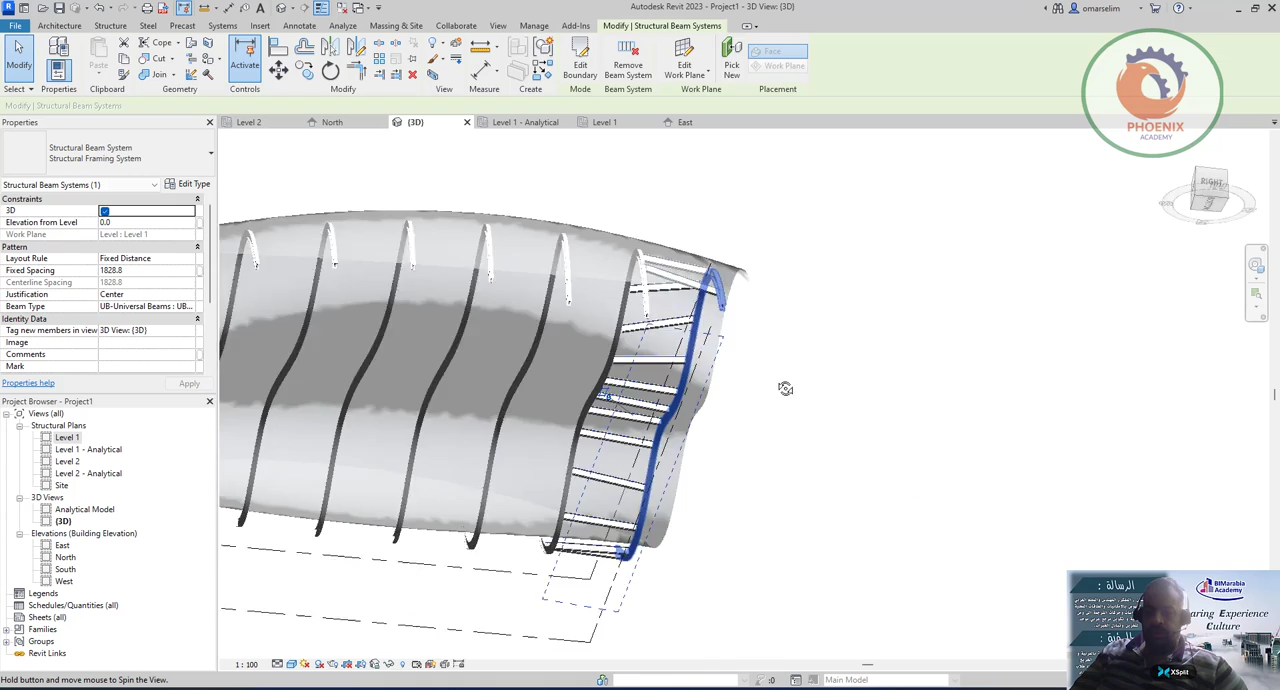 Autodesk Revit 2023 - Project1 - 3D View: {3D}
omarselim
File
Architecture
Structure
Steel
Precast
Systems
Insert
Annotate
Analyze
Massing & Site
Collaborate
View
Manage
Add-Ins
Modify | Structural Beam Systems
Modify
Paste
Cope
Cut
Join
Activate
Edit Boundary
Remove Beam System
Edit Work Plane
Pick New
Face
Work Plane
Select
Properties
Clipboard
Geometry
Controls
Modify
View
Measure
Create
Mode
Beam System
Work Plane
Placement
Modify | Structural Beam Systems
PHOENIX
ACADEMY
Properties
Level 2
North
{3D}
Level 1 - Analytical
Level 1
East
Structural Beam System
Structural Framing System
Structural Beam Systems (1)
Edit Type
Constraints
3D
Elevation from Level 0.0
Work Plane Level : Level 1
Pattern
Layout Rule Fixed Distance
Fixed Spacing 1828.8
Centerline Spacing 1828.8
Justification Center
Beam Type UB-Universal Beams : UB...
Identity Data
Tag new members in view 3D View: {3D}
Image
Comments
Mark
Properties help
Apply
RIGHT
Project Browser - Project1
Views (all)
Structural Plans
Level 1
Level 1 - Analytical
Level 2
Level 2 - Analytical
Site
3D Views
Analytical Model
{3D}
Elevations (Building Elevation)
East
North
South
West
Legends
Schedules/Quantities (all)
Sheets (all)
Families
Groups
Revit Links
1 : 100
Hold button and move mouse to Spin the View.
:0
Main Model
الرسالة :
BIMarabia
Academy
aring Experience
Culture
XSplit